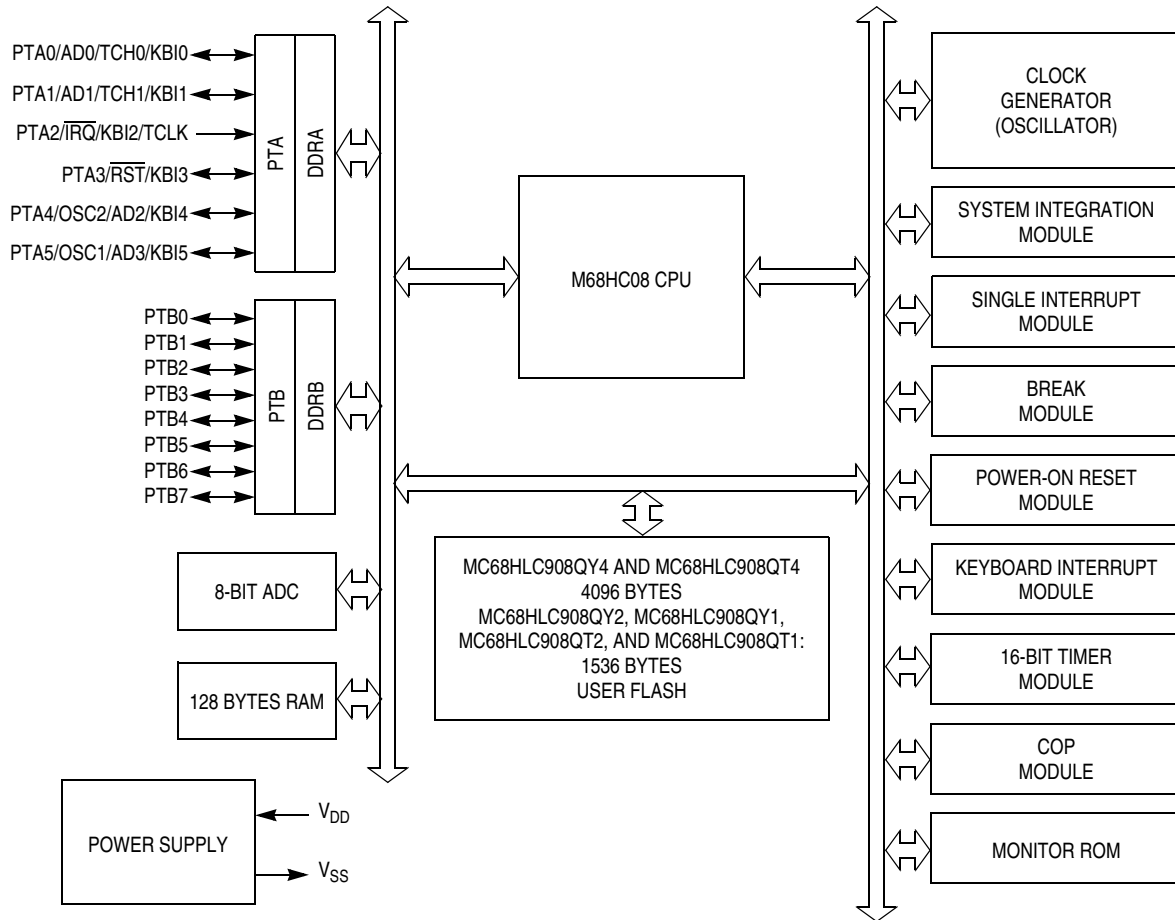 PTA0/AD0/TCH0/KBI0
PTA1/AD1/TCH1/KBI1
PTA2/I̅R̅Q̅/KBI2/TCLK
PTA3/R̅S̅T̅/KBI3
PTA4/OSC2/AD2/KBI4
PTA5/OSC1/AD3/KBI5
PTA
DDRA
PTB0
PTB1
PTB2
PTB3
PTB4
PTB5
PTB6
PTB7
PTB
DDRB
8-BIT ADC
128 BYTES RAM
POWER SUPPLY
VDD
VSS
M68HC08 CPU
MC68HLC908QY4 AND MC68HLC908QT4
4096 BYTES
MC68HLC908QY2, MC68HLC908QY1,
MC68HLC908QT2, AND MC68HLC908QT1:
1536 BYTES
USER FLASH
CLOCK
GENERATOR
(OSCILLATOR)
SYSTEM INTEGRATION
MODULE
SINGLE INTERRUPT
MODULE
BREAK
MODULE
POWER-ON RESET
MODULE
KEYBOARD INTERRUPT
MODULE
16-BIT TIMER
MODULE
COP
MODULE
MONITOR ROM